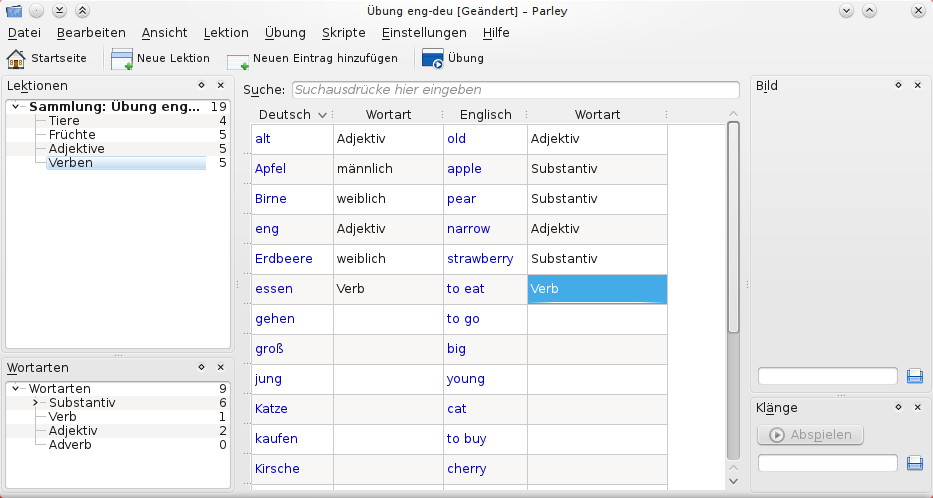 Übung eng-deu [Geändert] – Parley
Datei Bearbeiten Ansicht Lektion Übung Skripte Einstellungen Hilfe
Startseite Neue Lektion Neuen Eintrag hinzufügen Übung
Lektionen
Sammlung: Übung eng... 19
Tiere 4
Früchte 5
Adjektive 5
Verben 5
Wortarten
Wortarten 9
Substantiv 6
Verb 1
Adjektiv 2
Adverb 0
Suche: Suchausdrücke hier eingeben
Deutsch Wortart Englisch Wortart
alt Adjektiv old Adjektiv
Apfel männlich apple Substantiv
Birne weiblich pear Substantiv
eng Adjektiv narrow Adjektiv
Erdbeere weiblich strawberry Substantiv
essen Verb to eat Verb
gehen to go
groß big
jung young
Katze cat
kaufen to buy
Kirsche cherry
Bild
Klänge
Abspielen